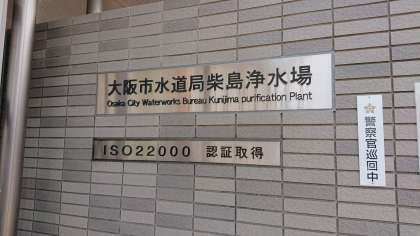 大阪市水道局柴島浄水場
Osaka City Waterworks Bureau Kunijima purification Plant
ISO22000 認証取得
警察官巡回中